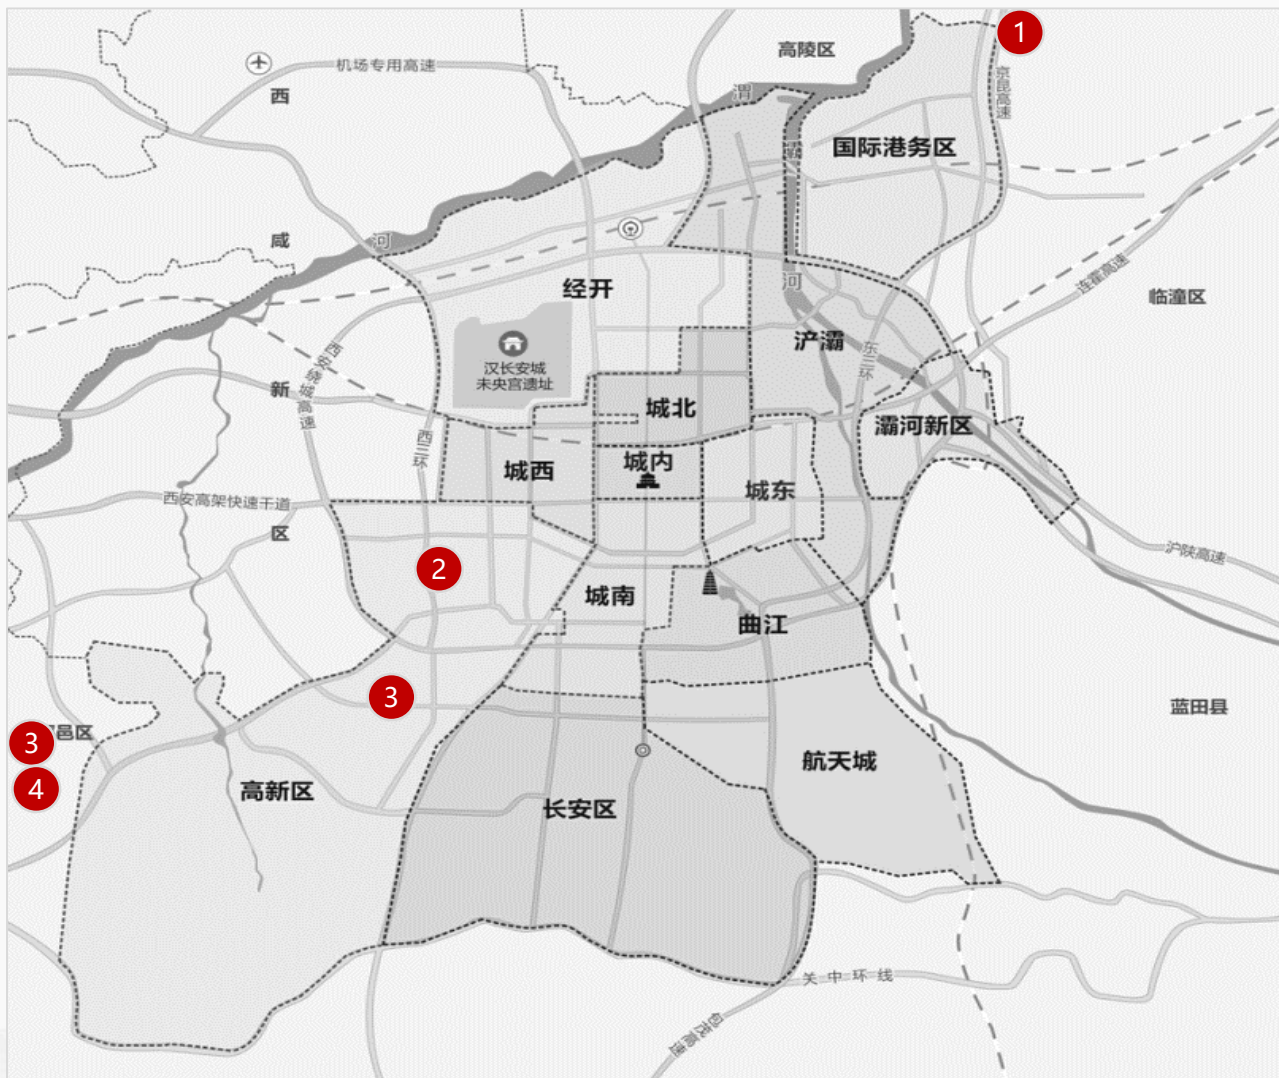 1
高陵区
机场专用高速
西
渭
京昆高速
国际港务区
灞
咸
河
河
连霍高速
经开
临潼区
浐灞
东三环
汉长安城
未央宫遗址
西安绕城高速
新
城北
灞河新区
西三环
城西
城内
城东
西安高架快速干道
区
沪陕高速
2
城南
曲江
3
蓝田县
3
邑区
航天城
4
高新区
长安区
关中环线
包茂高速